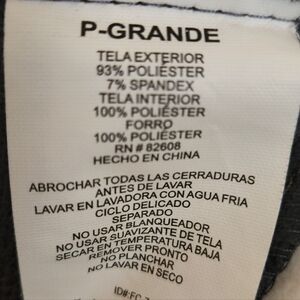 P-GRANDE
TELA EXTERIOR
93% POLIÉSTER
7% SPANDEX
TELA INTERIOR
100% POLIÉSTER
FORRO
100% POLIÉSTER
RN # 82608
HECHO EN CHINA
ABROCHAR TODAS LAS CERRADURAS
ANTES DE LAVAR
LAVAR EN LAVADORA CON AGUA FRIA
CICLO DELICADO
SEPARADO
NO USAR BLANQUEADOR
NO USAR SUAVIZANTE DE TELA
SECAR EN TEMPERATURA BAJA
REMOVER PRONTO
NO PLANCHAR
NO LAVAR EN SECO